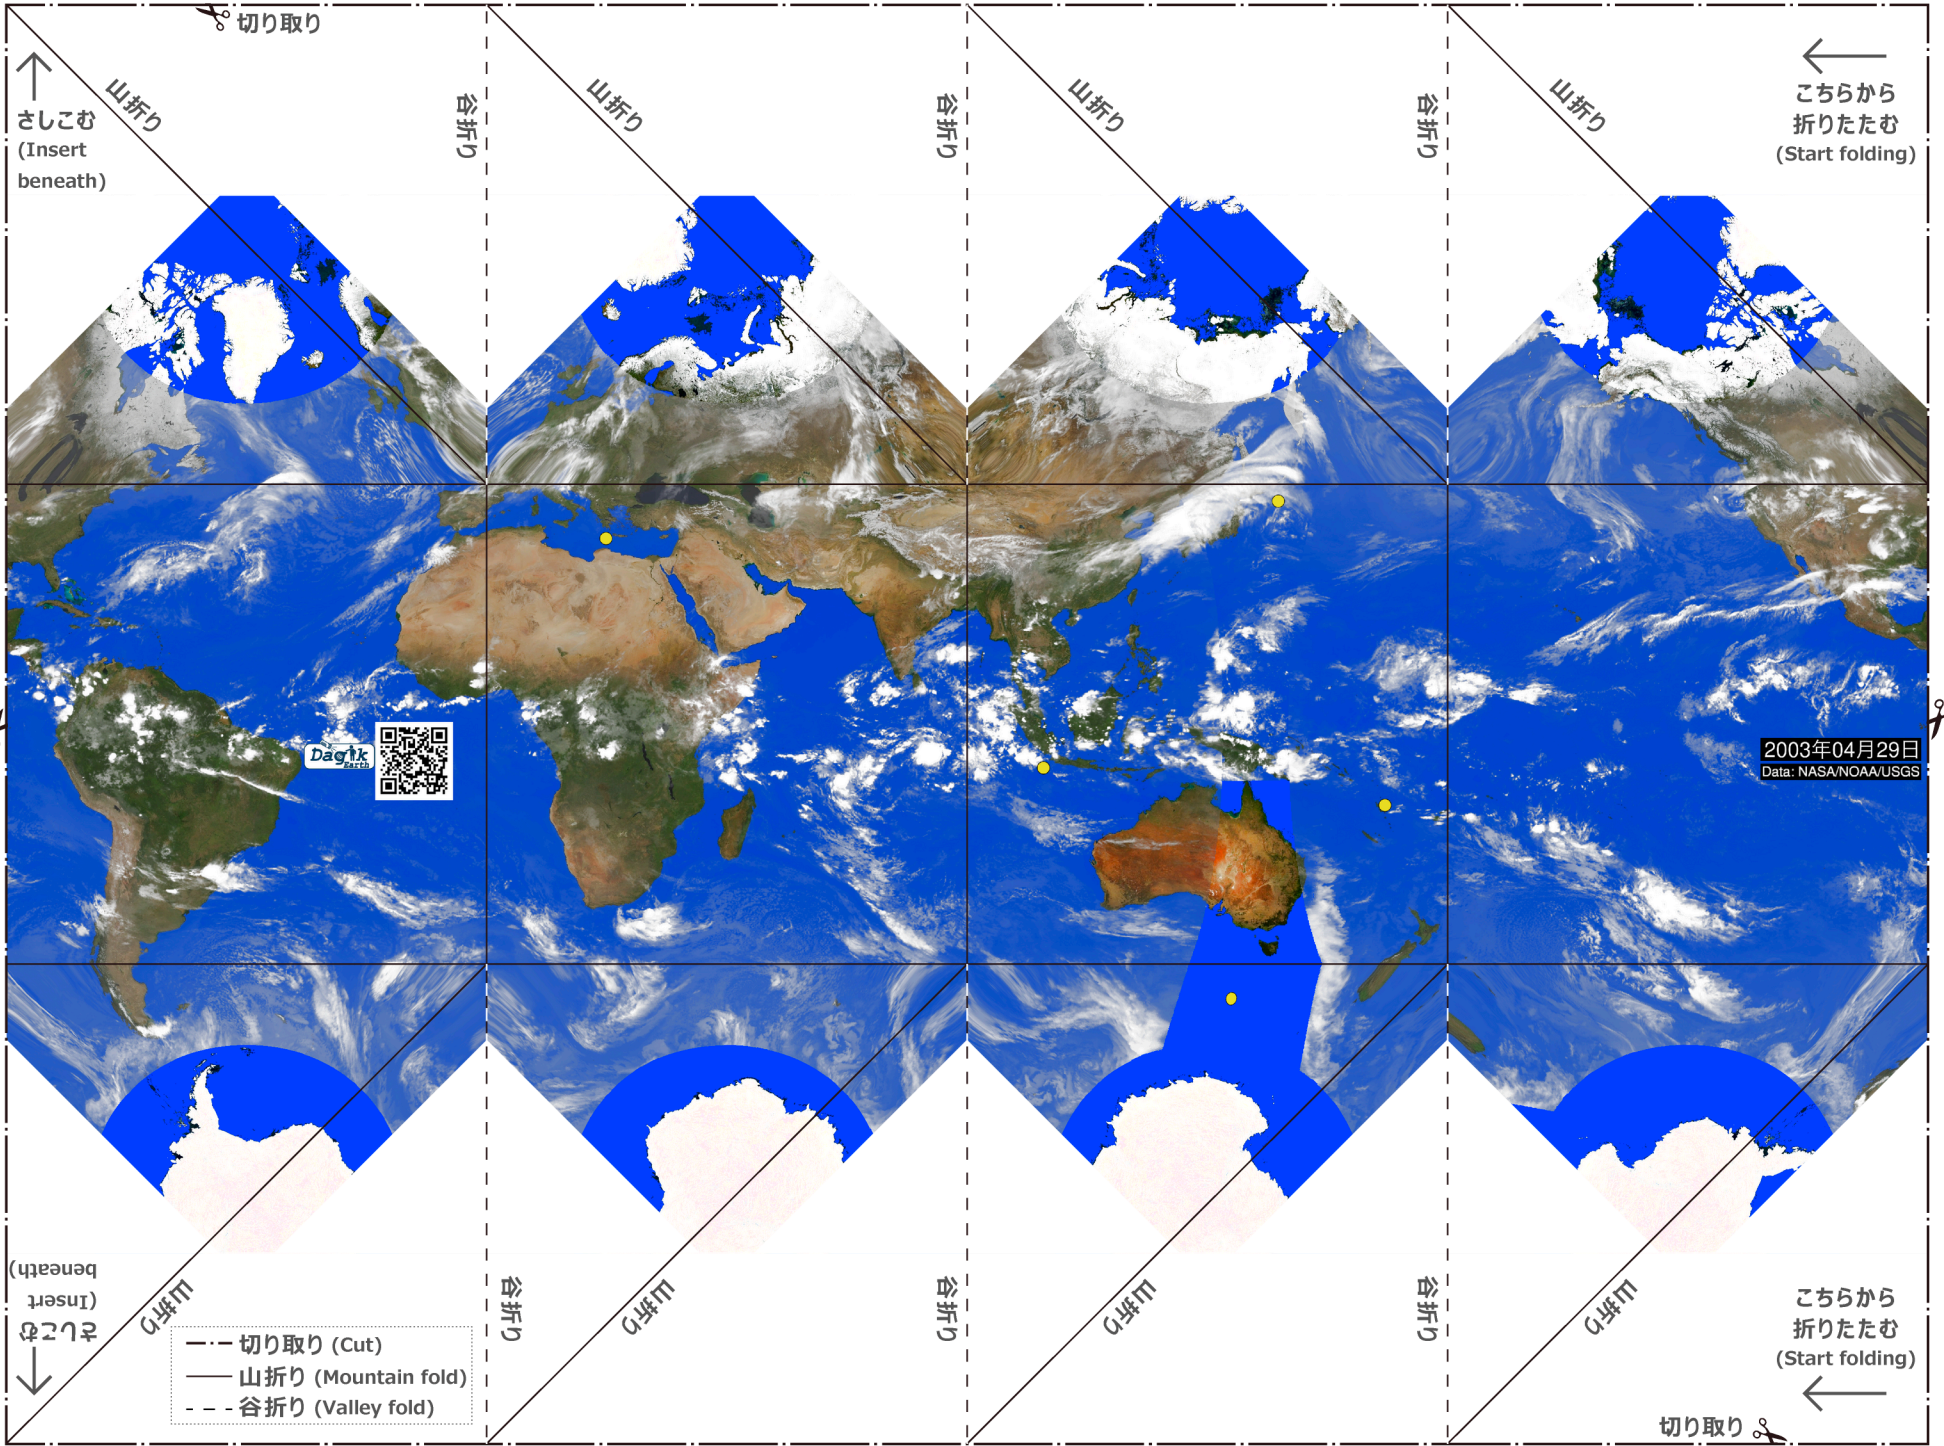 切り取り
こちらから
折りたたむ
(Start folding)
さしこむ
(Insert
beneath)
山折り
谷折り
山折り
谷折り
山折り
谷折り
山折り
Dagik
Earth
2003年04月29日
Data: NASA/NOAA/USGS
さしこむ
(Insert
beneath)
山折り
谷折り
山折り
谷折り
山折り
谷折り
山折り
こちらから
折りたたむ
(Start folding)
切り取り (Cut)
山折り (Mountain fold)
谷折り (Valley fold)
切り取り